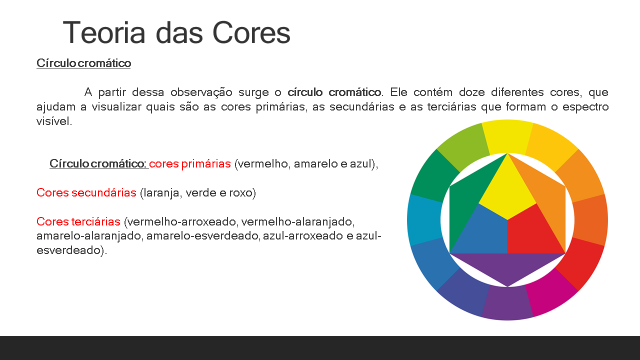 Teoria das Cores
Círculo cromático
A partir dessa observação surge o círculo cromático. Ele contém doze diferentes cores, que
ajudam a visualizar quais são as cores primárias, as secundárias e as terciárias que formam o espectro
visível.
Círculo cromático: cores primárias (vermelho, amarelo e azul),
Cores secundárias (laranja, verde e roxo)
Cores terciárias (vermelho-arroxeado, vermelho-alaranjado,
amarelo-alaranjado, amarelo-esverdeado, azul-arroxeado e azul-
esverdeado).